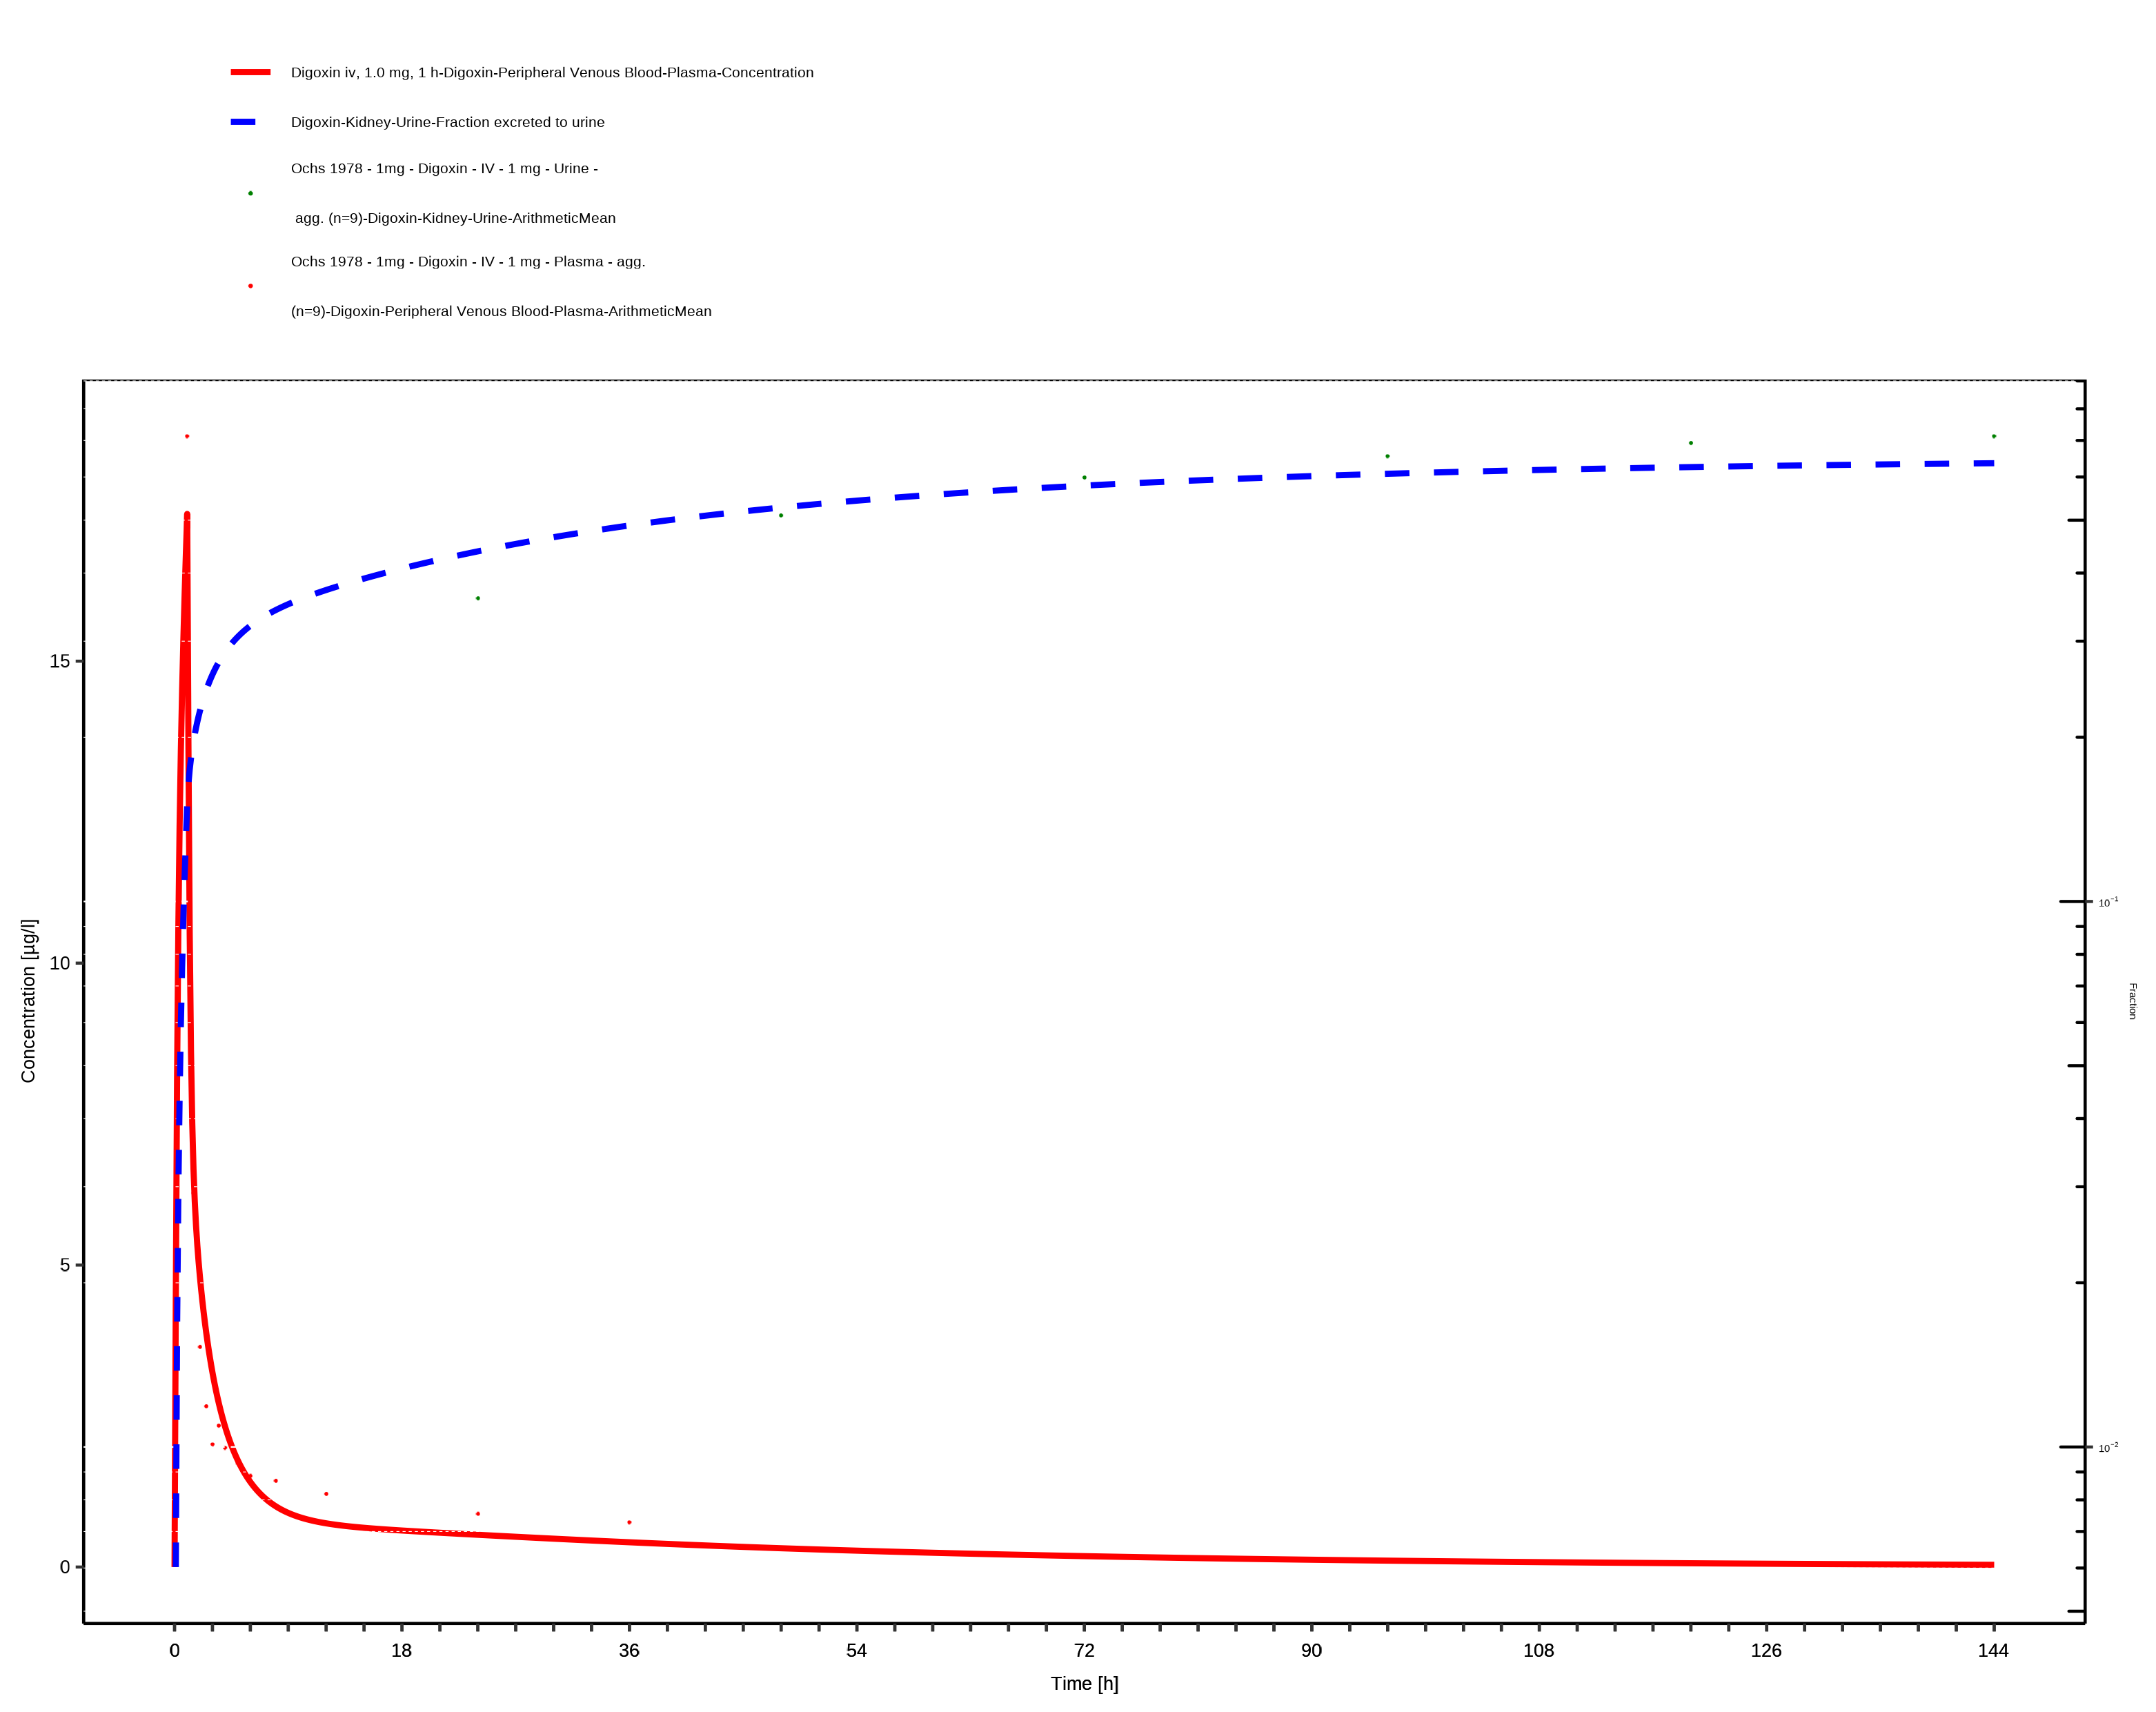 Digoxin iv, 1.0 mg, 1 h-Digoxin-Peripheral Venous Blood-Plasma-Concentration
Digoxin-Kidney-Urine-Fraction excreted to urine
Ochs 1978 - 1mg - Digoxin - IV - 1 mg - Urine -
agg. (n=9)-Digoxin-Kidney-Urine-ArithmeticMean
Ochs 1978 - 1mg - Digoxin - IV - 1 mg - Plasma - agg.
(n=9)-Digoxin-Peripheral Venous Blood-Plasma-ArithmeticMean
15
10
5
0
Concentration [µg/l]
10⁻¹
10⁻²
Fraction
0 18 36 54 72 90 108 126 144
Time [h]